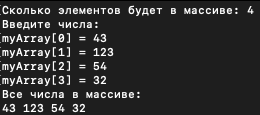 Сколько элементов будет в массиве: 4
Введите числа:
myArray[0] = 43
myArray[1] = 123
myArray[2] = 54
myArray[3] = 32
Все числа в массиве:
43 123 54 32